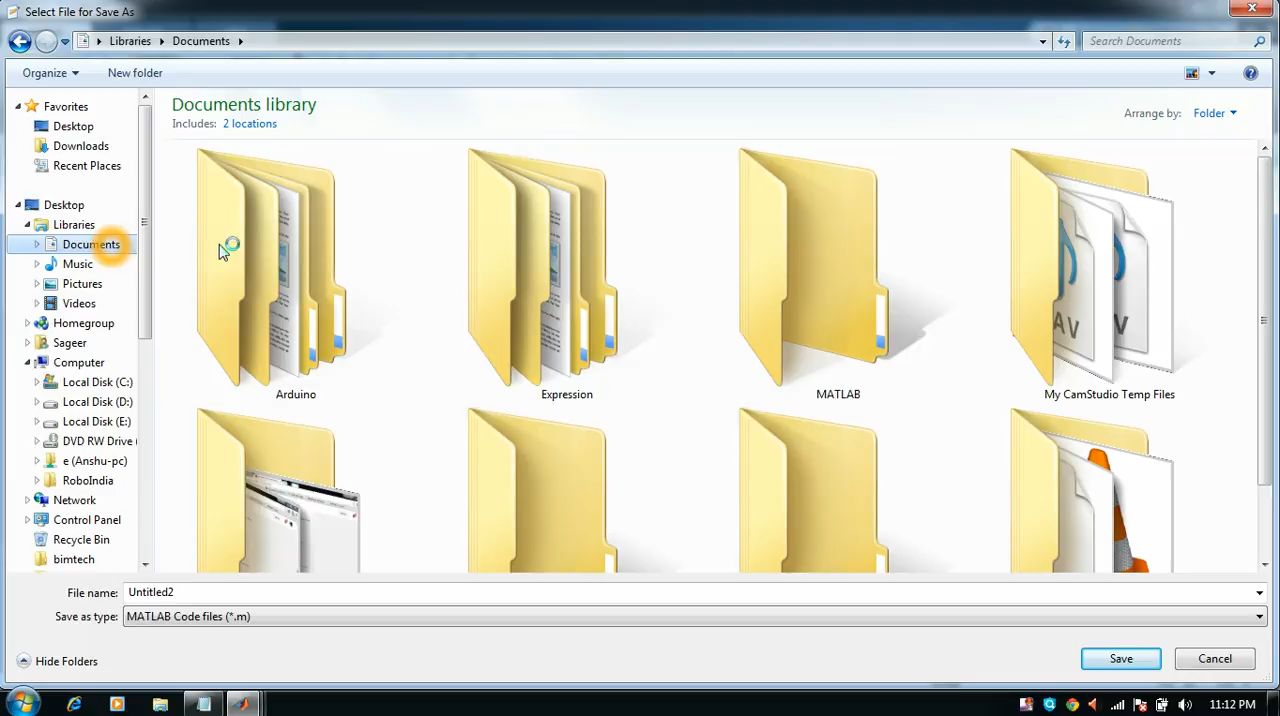 Select File for Save As
Libraries
Documents
Search Documents
Organize
New folder
Favorites
Desktop
Downloads
Recent Places
Desktop
Libraries
Documents
Music
Pictures
Videos
Homegroup
Sageer
Computer
Local Disk (C:)
Local Disk (D:)
Local Disk (E:)
DVD RW Drive (
e (Anshu-pc)
RoboIndia
Network
Control Panel
Recycle Bin
bimtech
Documents library
Includes: 2 locations
Arrange by: Folder
Arduino
Expression
MATLAB
My CamStudio Temp Files
AV
V
File name: Untitled2
Save as type: MATLAB Code files (*.m)
Hide Folders
Save
Cancel
11:12 PM